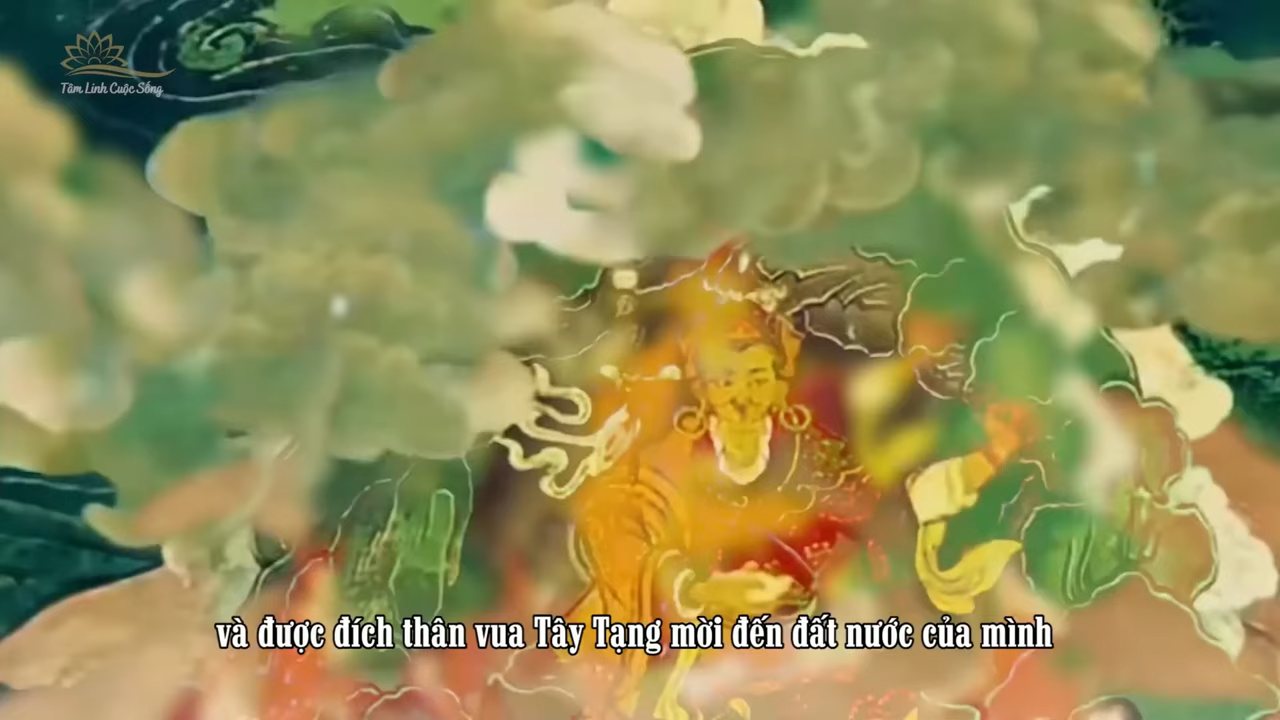 Tâm Linh Cuộc Sống
và được đích thân vua Tây Tạng mời đến đất nước của mình